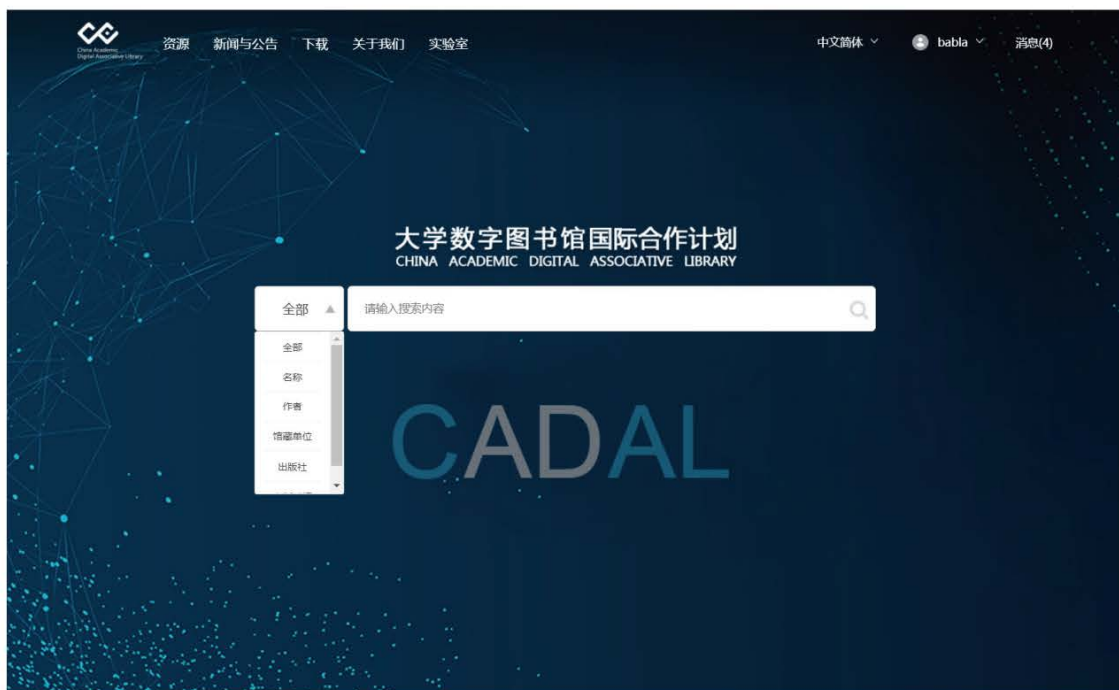 China Academic
Digital Associative Library
资源 新闻与公告 下载 关于我们 实验室 中文简体 babla 消息(4)
大学数字图书馆国际合作计划
CHINA ACADEMIC DIGITAL ASSOCIATIVE LIBRARY
全部 请输入搜索内容
全部
名称
作者
馆藏单位
出版社
CADAL